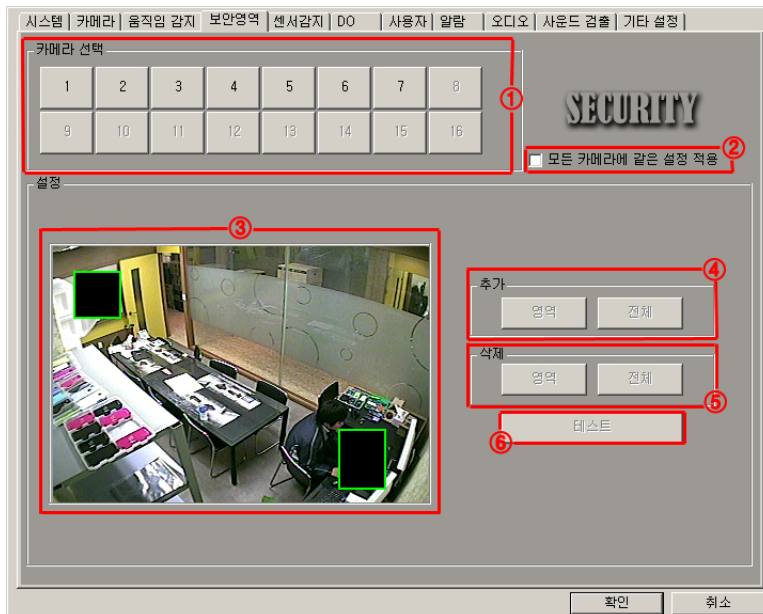 시스템 카메라 움직임 감지 보안영역 센서감지 DO 사용자 알람 오디오 사운드 검출 기타 설정
카메라 선택
1 2 3 4 5 6 7 8
①
9 10 11 12 13 14 15 16
SECURITY
②
모든 카메라에 같은 설정 적용
설정
③
④
추가
영역 전체
삭제
영역 전체
⑤
⑥
테스트
확인 취소